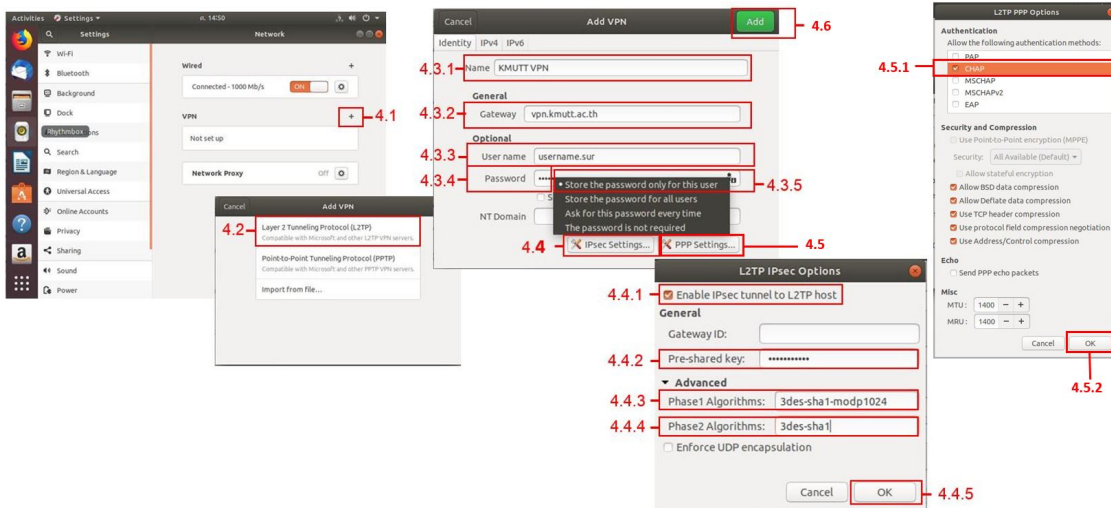 Activities
Settings
ศ. 14:50
Settings
Network
Wi-Fi
Bluetooth
Background
Dock
Rhythmbox
ons
Search
Region & Language
Universal Access
Online Accounts
Privacy
Sharing
Sound
Power
Wired
+
Connected - 1000 Mb/s
ON
VPN
+
4.1
Not set up
Network Proxy
Off
Cancel
Add VPN
4.2
Layer 2 Tunneling Protocol (L2TP)
Compatible with Microsoft and other L2TP VPN servers.
Point-to-Point Tunneling Protocol (PPTP)
Compatible with Microsoft and other PPTP VPN servers.
Import from file...
Cancel
Add VPN
Add
4.6
Identity IPv4 IPv6
4.3.1
Name KMUTT VPN
General
4.3.2
Gateway vpn.kmutt.ac.th
Optional
4.3.3
User name username.sur
4.3.4
Password
4.3.5
Store the password only for this user
Store the password for all users
Ask for this password every time
The password is not required
S
NT Domain
4.4
IPsec Settings...
PPP Settings...
4.5
L2TP IPsec Options
4.4.1
Enable IPsec tunnel to L2TP host
General
Gateway ID:
4.4.2
Pre-shared key:
Advanced
4.4.3
Phase1 Algorithms: 3des-sha1-modp1024
4.4.4
Phase2 Algorithms: 3des-sha1
Enforce UDP encapsulation
Cancel
OK
4.4.5
L2TP PPP Options
Authentication
Allow the following authentication methods:
PAP
4.5.1
CHAP
MSCHAP
MSCHAPv2
EAP
Security and Compression
Use Point-to-Point encryption (MPPE)
Security: All Available (Default)
Allow stateful encryption
Allow BSD data compression
Allow Deflate data compression
Use TCP header compression
Use protocol field compression negotiation
Use Address/Control compression
Echo
Send PPP echo packets
Misc
MTU: 1400 − +
MRU: 1400 − +
Cancel
OK
4.5.2